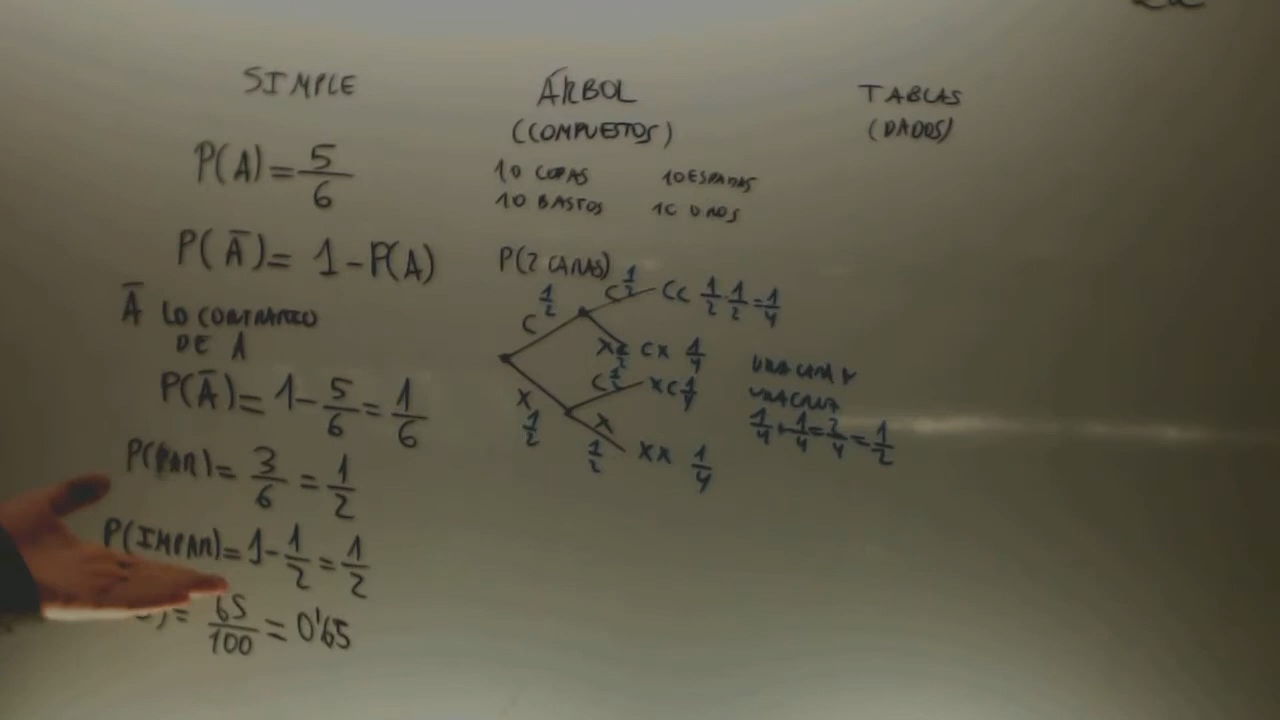 SIMPLE
P(A)=5/6
P(Ā)= 1-P(A)
Ā LO CONTRARIO
DE A
P(Ā)=1-5/6=1/6
P(PAR)=3/6=1/2
P(IMPAR)=1-1/2=1/2
)=65/100=0'65
ÁRBOL
(COMPUESTOS)
10 COPAS 10 ESPADAS
10 BASTOS 10 OROS
P(2 CARAS)
C 1/2 C 1/2 CC 1/2·1/2=1/4
X 1/2 CX 1/4
X 1/2 C 1/2 XC 1/4
X 1/2 XX 1/4
UNA CARA Y
UNA CRUZ
1/4+1/4=2/4=1/2
TABLAS
(DADOS)